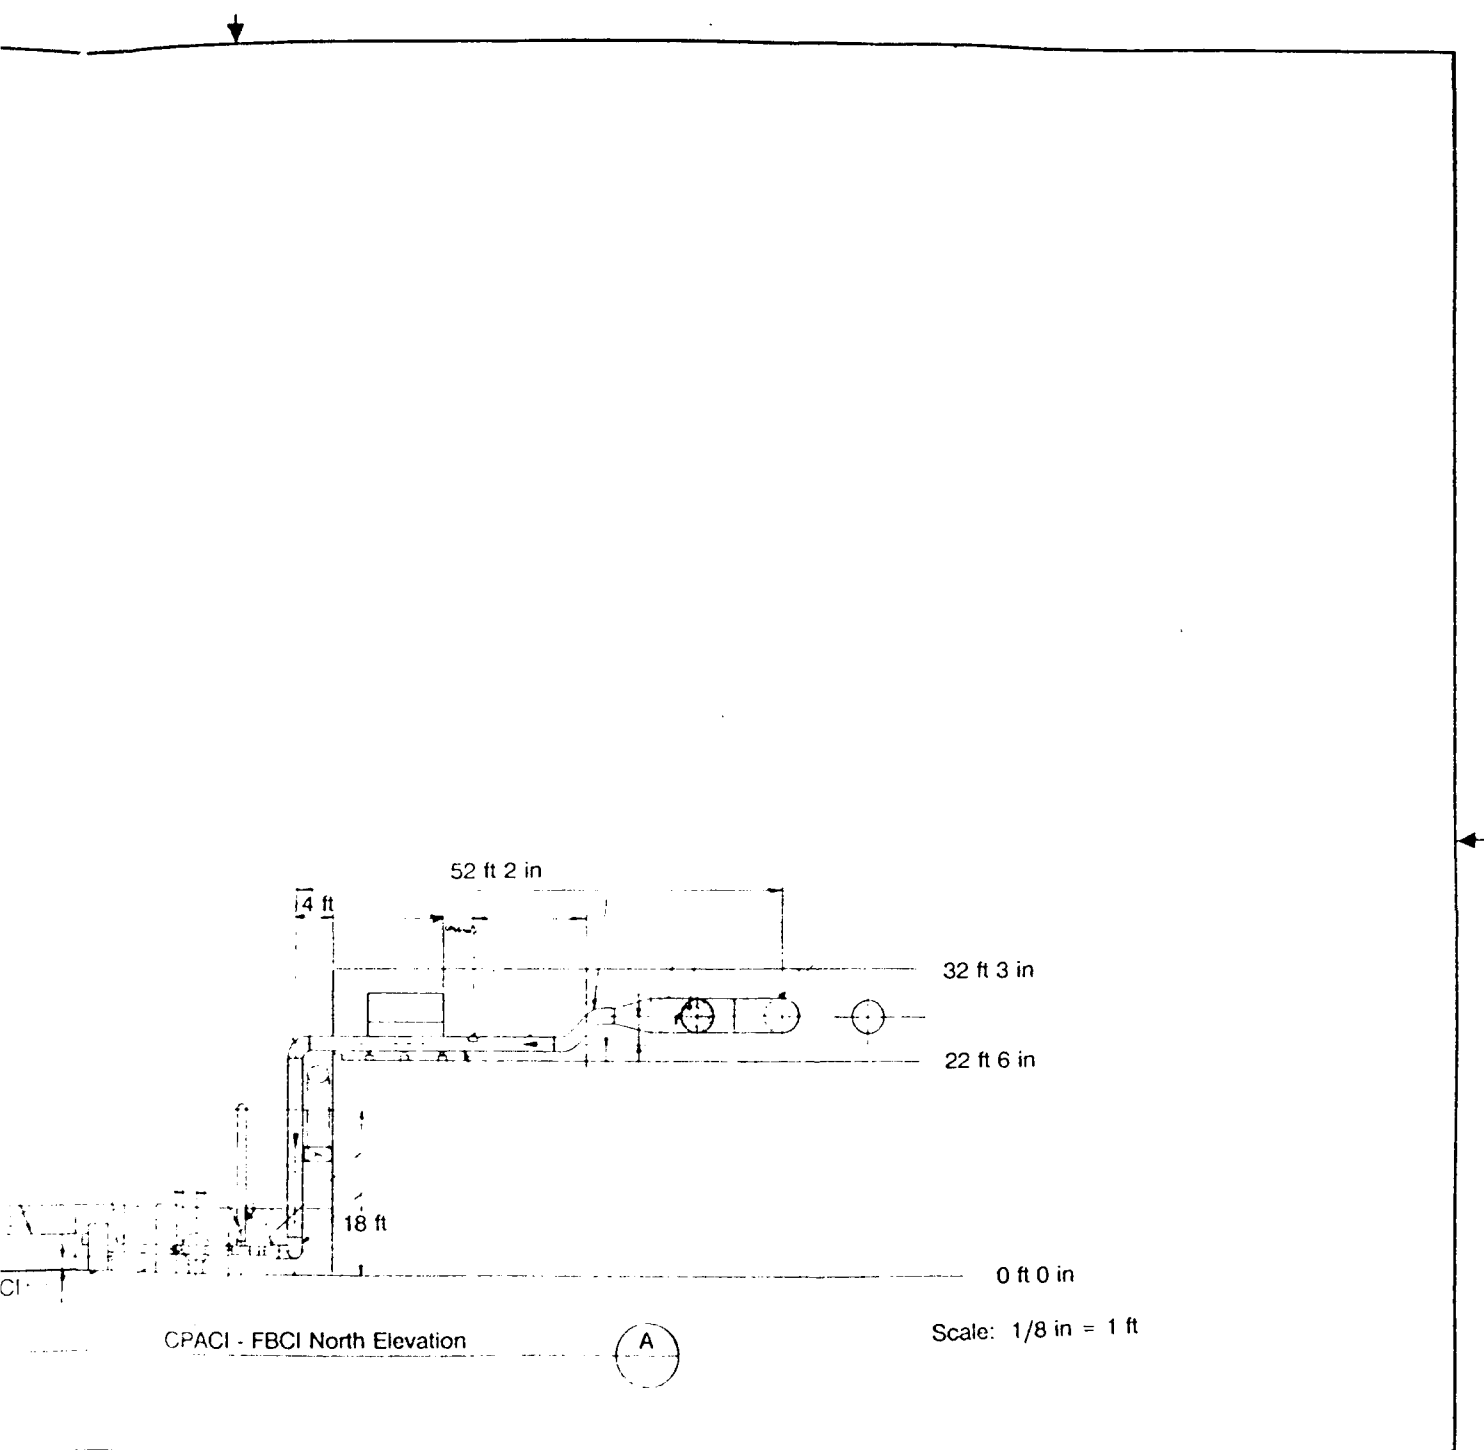 52 ft 2 in
4 ft
32 ft 3 in
22 ft 6 in
18 ft
0 ft 0 in
CI
CPACI - FBCI North Elevation
A
Scale: 1/8 in = 1 ft